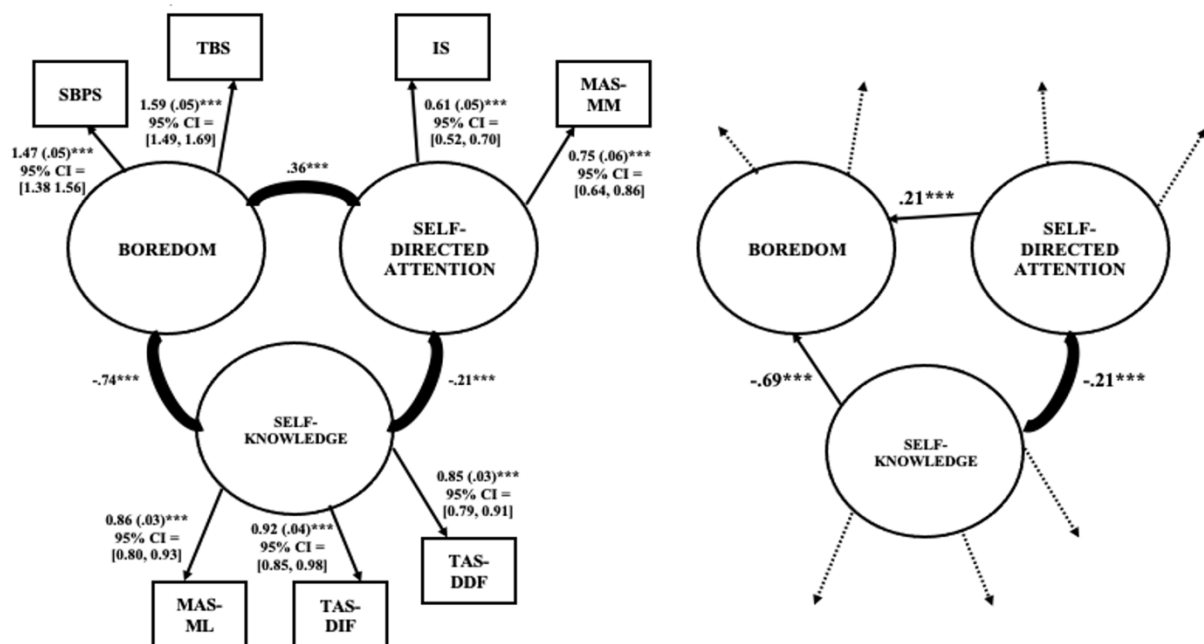 TBS
IS
SBPS
MAS-
MM
1.59 (.05)***
95% CI =
[1.49, 1.69]
0.61 (.05)***
95% CI =
[0.52, 0.70]
1.47 (.05)***
95% CI =
[1.38 1.56]
.36***
0.75 (.06)***
95% CI =
[0.64, 0.86]
BOREDOM
SELF-
DIRECTED
ATTENTION
-.74***
-.21***
SELF-
KNOWLEDGE
0.86 (.03)***
95% CI =
[0.80, 0.93]
0.92 (.04)***
95% CI =
[0.85, 0.98]
0.85 (.03)***
95% CI =
[0.79, 0.91]
MAS-
ML
TAS-
DIF
TAS-
DDF
.21***
BOREDOM
SELF-
DIRECTED
ATTENTION
-.69***
-.21***
SELF-
KNOWLEDGE